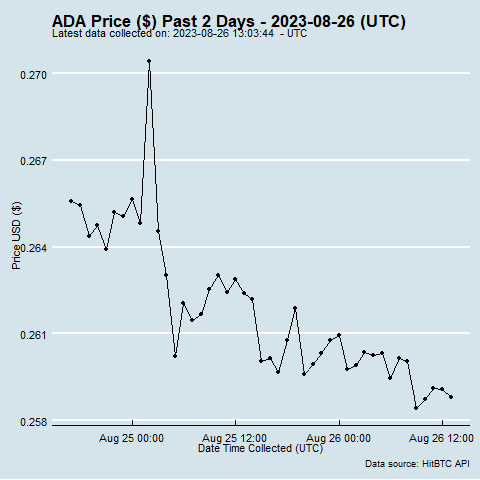 ADA Price ($) Past 2 Days - 2023-08-26 (UTC)
Latest data collected on: 2023-08-26 13:03:44 - UTC
0.270
0.267
0.264
0.261
0.258
Price USD ($)
Aug 25 00:00 Aug 25 12:00 Aug 26 00:00 Aug 26 12:00
Date Time Collected (UTC)
Data source: HitBTC API